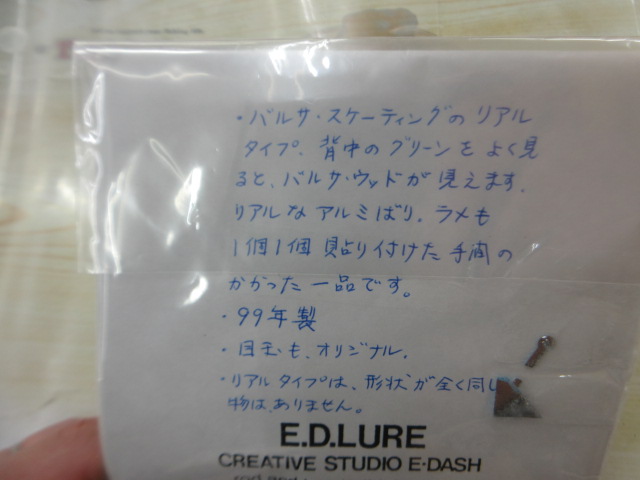 ・バルサ・スケーティングのリアル
タイプ、背中のグリーンをよく見
ると、バルサ・ウッドが見えます。
リアルなアルミばり。ラメも
1個1個貼り付けた手間の
かかった一品です。
・99年製
・目玉も、オリジナル。
・リアルタイプは、形状が全く同じ
物は、ありません。
E.D.LURE
CREATIVE STUDIO E·DASH
rod and